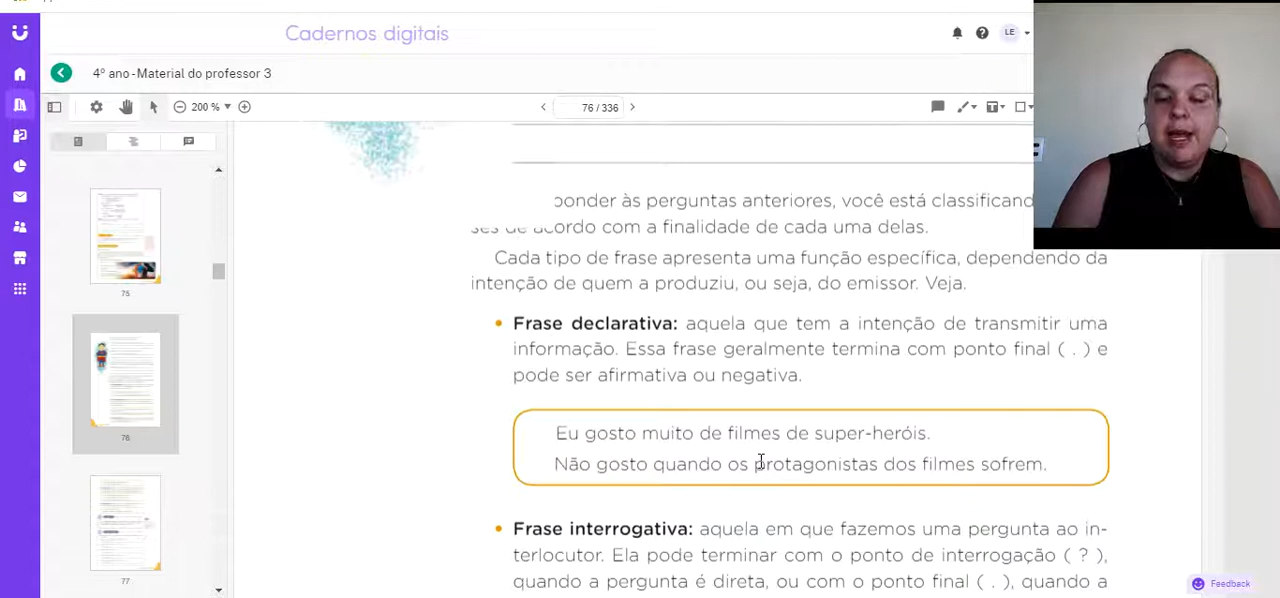 Cadernos digitais
LE
4º ano - Material do professor 3
200 %
76 / 336
75
76
77
ponder às perguntas anteriores, você está classificand
ses de acordo com a finalidade de cada uma delas.
Cada tipo de frase apresenta uma função específica, dependendo da
intenção de quem a produziu, ou seja, do emissor. Veja.
• Frase declarativa: aquela que tem a intenção de transmitir uma
informação. Essa frase geralmente termina com ponto final ( . ) e
pode ser afirmativa ou negativa.
Eu gosto muito de filmes de super-heróis.
Não gosto quando os protagonistas dos filmes sofrem.
• Frase interrogativa: aquela em que fazemos uma pergunta ao in-
terlocutor. Ela pode terminar com o ponto de interrogação ( ? ),
quando a pergunta é direta, ou com o ponto final ( . ), quando a
Feedback